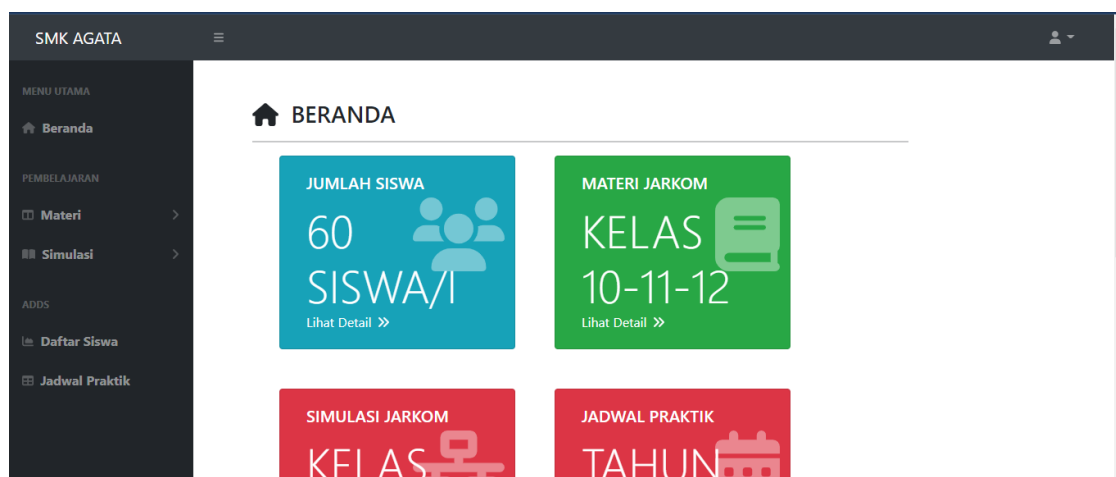 SMK AGATA
MENU UTAMA
Beranda
PEMBELAJARAN
Materi
Simulasi
ADDS
Daftar Siswa
Jadwal Praktik
BERANDA
JUMLAH SISWA
60
SISWA/I
Lihat Detail
MATERI JARKOM
KELAS
10-11-12
Lihat Detail
SIMULASI JARKOM
KELAS
JADWAL PRAKTIK
TAHUN